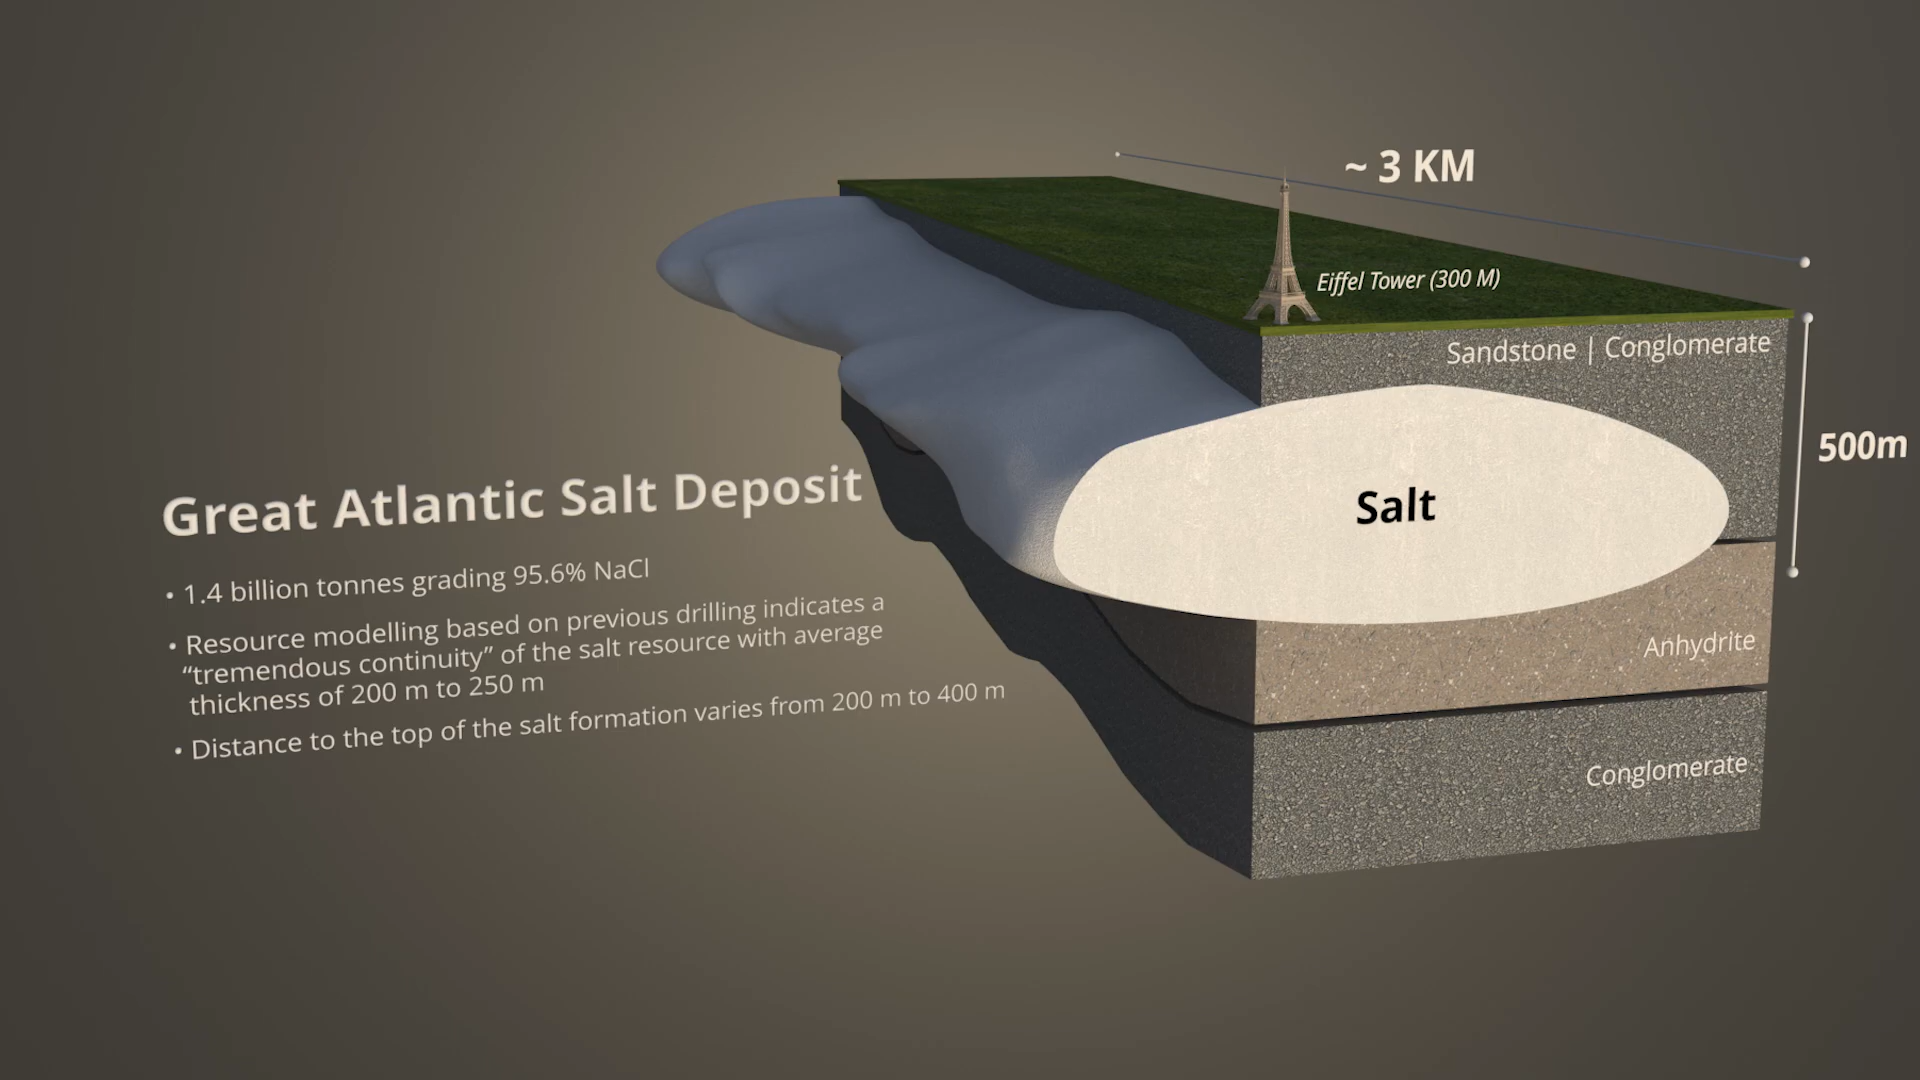 ~ 3 KM
Eiffel Tower (300 M)
Sandstone | Conglomerate
500m
Salt
Anhydrite
Conglomerate
Great Atlantic Salt Deposit
• 1.4 billion tonnes grading 95.6% NaCl
• Resource modelling based on previous drilling indicates a
“tremendous continuity” of the salt resource with average
thickness of 200 m to 250 m
• Distance to the top of the salt formation varies from 200 m to 400 m